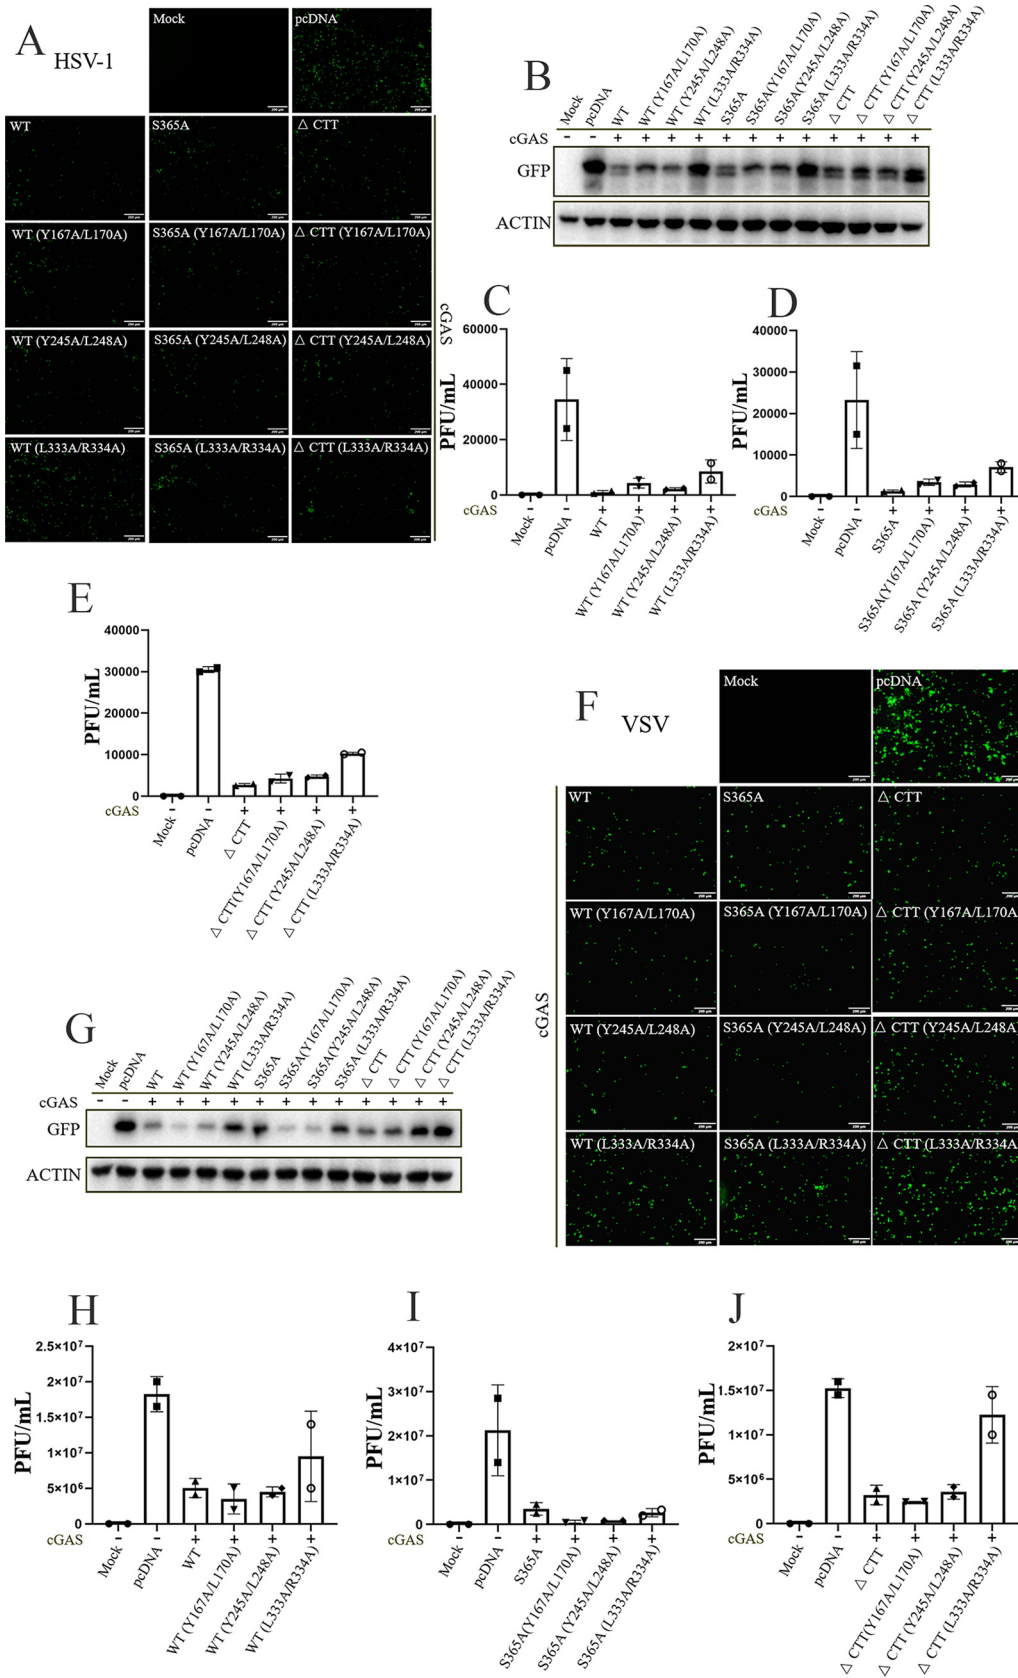 A
HSV-1
Mock
pcDNA
WT
S365A
△ CTT
WT (Y167A/L170A)
S365A (Y167A/L170A)
△ CTT (Y167A/L170A)
WT (Y245A/L248A)
S365A (Y245A/L248A)
△ CTT (Y245A/L248A)
WT (L333A/R334A)
S365A (L333A/R334A)
△ CTT (L333A/R334A)
cGAS
B
Mock
pcDNA
WT
WT (Y167A/L170A)
WT (Y245A/L248A)
WT (L333A/R334A)
S365A
S365A(Y167A/L170A)
S365A(Y245A/L248A)
S365A (L333A/R334A)
△ CTT
△ CTT (Y167A/L170A)
△ CTT (Y245A/L248A)
△ CTT (L333A/R334A)
cGAS - - + + + + + + + + + + + +
GFP
ACTIN
C
PFU/mL
60000
40000
20000
0
cGAS - - + + + +
Mock
pcDNA
WT
WT (Y167A/L170A)
WT (Y245A/L248A)
WT (L333A/R334A)
D
PFU/mL
40000
30000
20000
10000
0
cGAS - - + + + +
Mock
pcDNA
S365A
S365A(Y167A/L170A)
S365A (Y245A/L248A)
S365A (L333A/R334A)
E
PFU/mL
40000
30000
20000
10000
0
cGAS - - + + + +
Mock
pcDNA
△ CTT
△ CTT(Y167A/L170A)
△ CTT (Y245A/L248A)
△ CTT (L333A/R334A)
F
VSV
Mock
pcDNA
WT
S365A
△ CTT
WT (Y167A/L170A)
S365A (Y167A/L170A)
△ CTT (Y167A/L170A
WT (Y245A/L248A)
S365A (Y245A/L248A)
△ CTT (Y245A/L248A
WT (L333A/R334A)
S365A (L333A/R334A)
△ CTT (L333A/R334A
cGAS
G
Mock
pcDNA
WT
WT (Y167A/L170A)
WT (Y245A/L248A)
WT (L333A/R334A)
S365A
S365A(Y167A/L170A)
S365A(Y245A/L248A)
S365A (L333A/R334A)
△ CTT
△ CTT (Y167A/L170A)
△ CTT (Y245A/L248A)
△ CTT (L333A/R334A)
cGAS - - + + + + + + + + + + + +
GFP
ACTIN
H
PFU/mL
2.5×10⁷
2×10⁷
1.5×10⁷
1×10⁷
5×10⁶
0
cGAS - - + + + +
Mock
pcDNA
WT
WT (Y167A/L170A)
WT (Y245A/L248A)
WT (L333A/R334A)
I
PFU/mL
4×10⁷
3×10⁷
2×10⁷
1×10⁷
0
cGAS - - + + + +
Mock
pcDNA
S365A
S365A(Y167A/L170A)
S365A (Y245A/L248A)
S365A (L333A/R334A)
J
PFU/mL
2×10⁷
1.5×10⁷
1×10⁷
5×10⁶
0
cGAS - - + + + +
Mock
pcDNA
△ CTT
△ CTT(Y167A/L170A)
△ CTT (Y245A/L248A)
△ CTT (L333A/R334A)